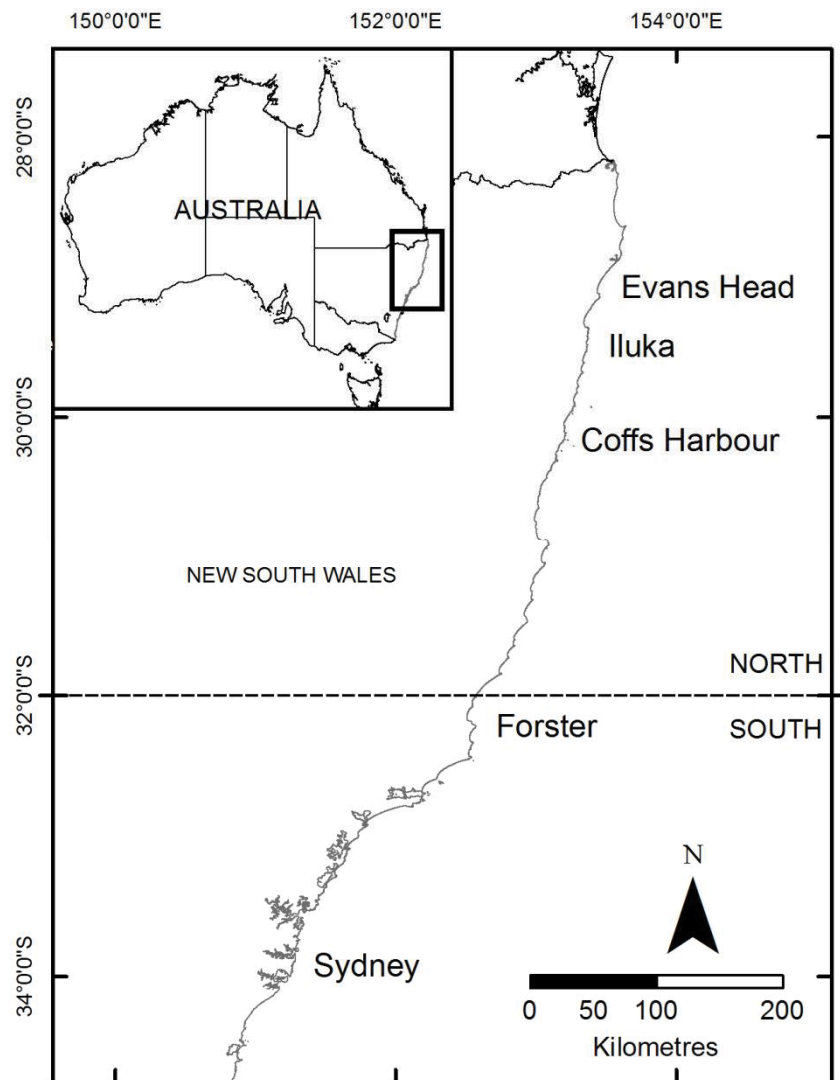 150°0'0"E
152°0'0"E
154°0'0"E
28°0'0"S
AUSTRALIA
Evans Head
Iluka
30°0'0"S
Coffs Harbour
NEW SOUTH WALES
NORTH
32°0'0"S
Forster
SOUTH
N
Sydney
34°0'0"S
0 50 100 200
Kilometres